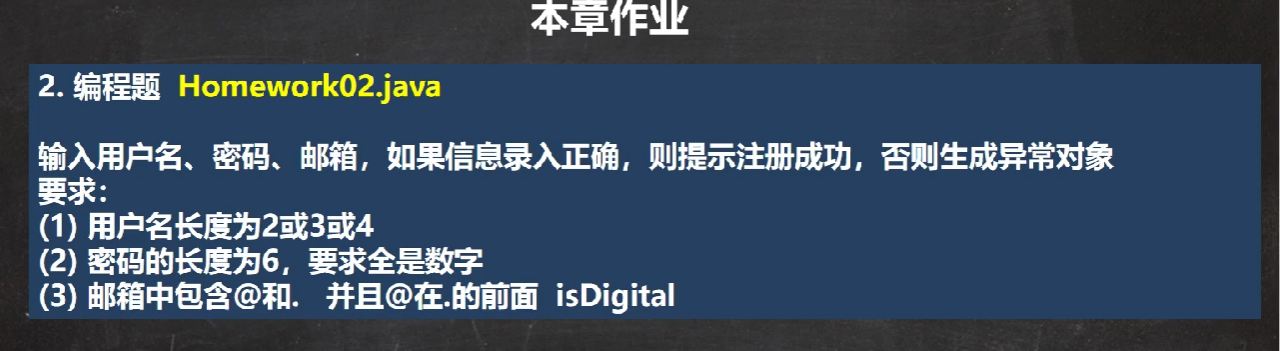 本章作业
2. 编程题 Homework02.java
输入用户名、密码、邮箱，如果信息录入正确，则提示注册成功，否则生成异常对象
要求：
(1) 用户名长度为2或3或4
(2) 密码的长度为6，要求全是数字
(3) 邮箱中包含@和. 并且@在.的前面 isDigital